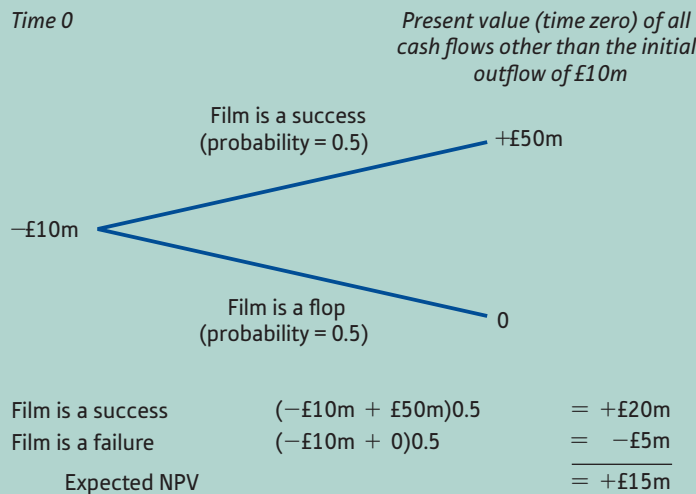 Time 0
Present value (time zero) of all
cash flows other than the initial
outflow of £10m
Film is a success
(probability = 0.5)
+£50m
−£10m
Film is a flop
(probability = 0.5)
0
Film is a success (−£10m + £50m)0.5 = +£20m
Film is a failure (−£10m + 0)0.5 = −£5m
Expected NPV = +£15m